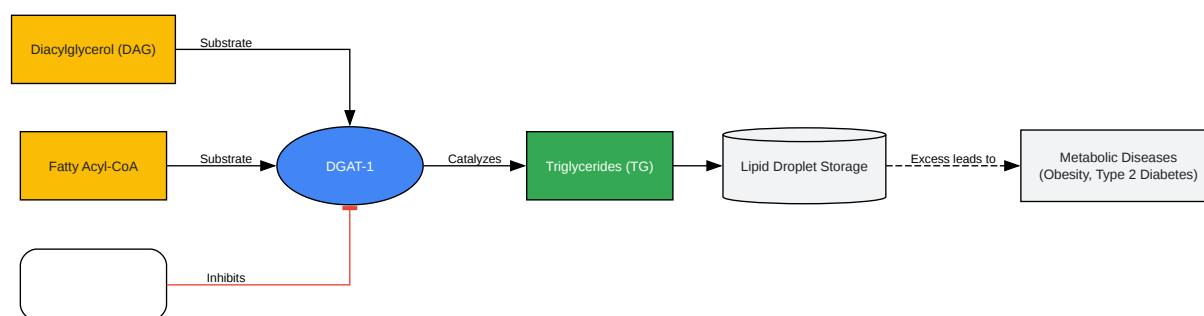 Diacylglycerol (DAG)
Substrate
Fatty Acyl-CoA
Substrate
DGAT-1
Catalyzes
Triglycerides (TG)
Lipid Droplet Storage
Excess leads to
Metabolic Diseases
(Obesity, Type 2 Diabetes)
Inhibits